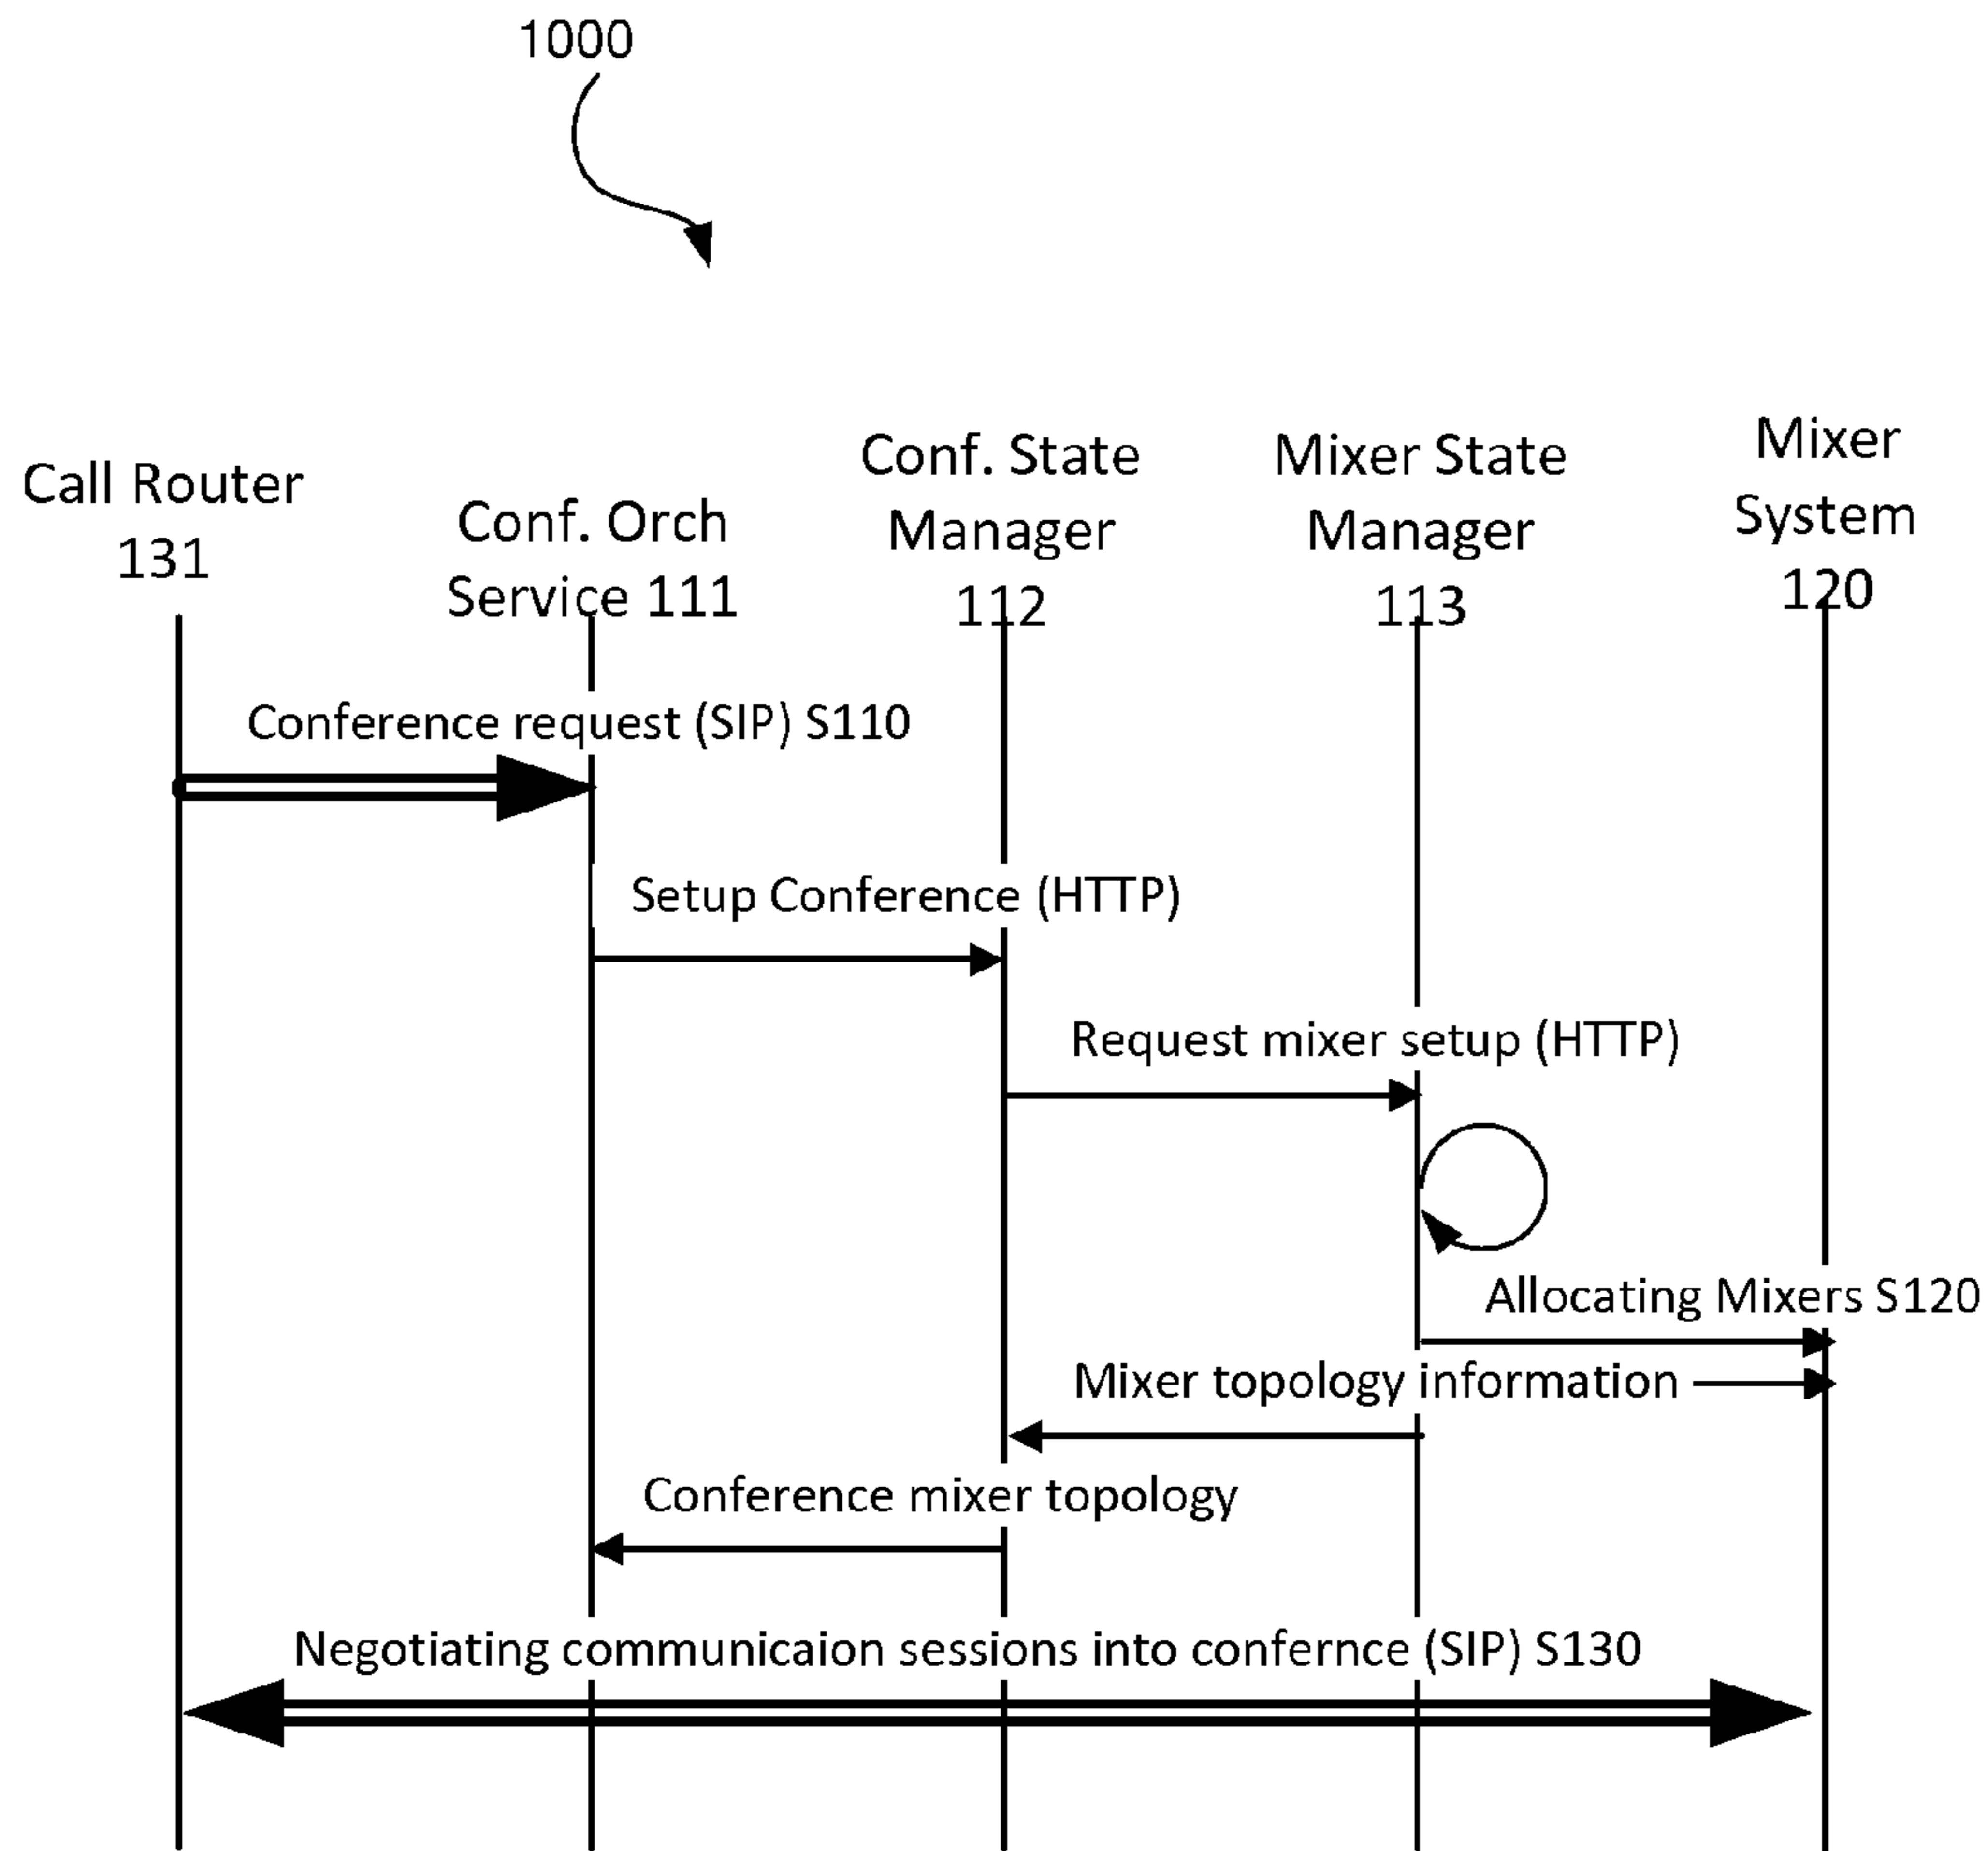 1000
Call Router
131
Conf. Orch
Service 111
Conf. State
Manager
112
Mixer State
Manager
113
Mixer
System
120
Conference request (SIP) S110
Setup Conference (HTTP)
Request mixer setup (HTTP)
Allocating Mixers S120
Mixer topology information
Conference mixer topology
Negotiating communicaion sessions into confernce (SIP) S130